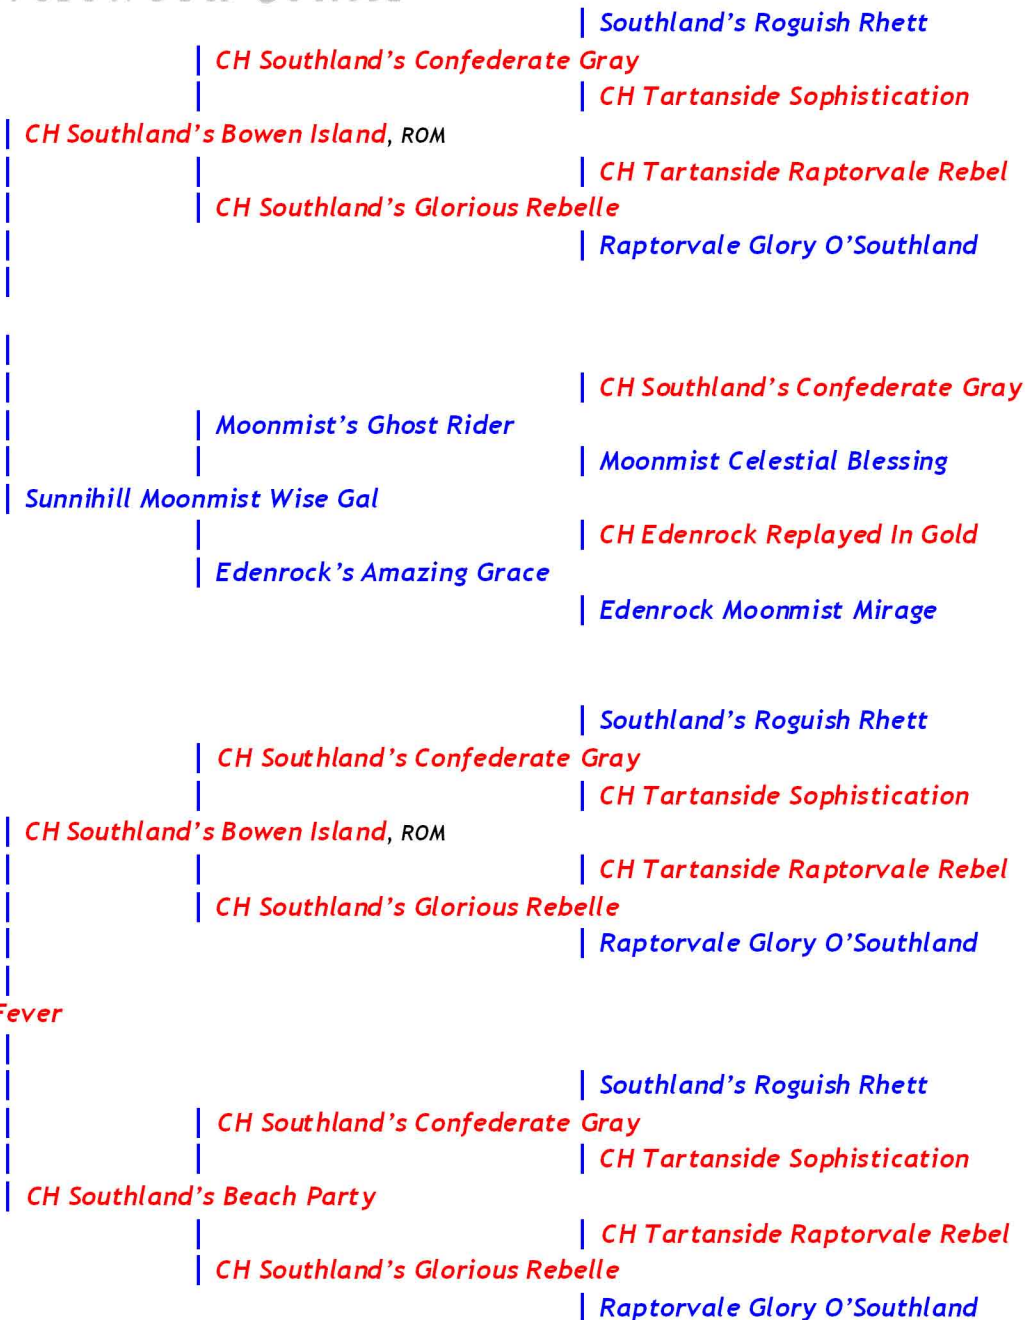 Southland's Roguish Rhett
CH Southland's Confederate Gray
CH Tartanside Sophistication
CH Southland's Bowen Island, ROM
CH Tartanside Raptorvale Rebel
CH Southland's Glorious Rebelle
Raptorvale Glory O'Southland
CH Southland's Confederate Gray
Moonmist's Ghost Rider
Moonmist Celestial Blessing
Sunnihill Moonmist Wise Gal
CH Edenrock Replayed In Gold
Edenrock's Amazing Grace
Edenrock Moonmist Mirage
Southland's Roguish Rhett
CH Southland's Confederate Gray
CH Tartanside Sophistication
CH Southland's Bowen Island, ROM
CH Tartanside Raptorvale Rebel
CH Southland's Glorious Rebelle
Raptorvale Glory O'Southland
Fever
Southland's Roguish Rhett
CH Southland's Confederate Gray
CH Tartanside Sophistication
CH Southland's Beach Party
CH Tartanside Raptorvale Rebel
CH Southland's Glorious Rebelle
Raptorvale Glory O'Southland